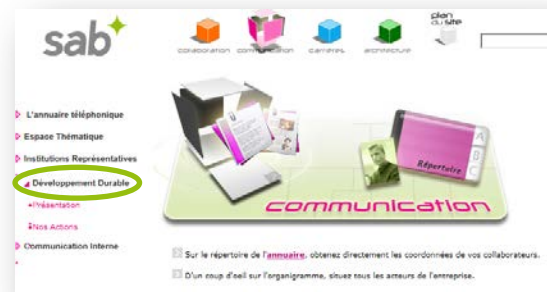 sab
collaboration communication carrières architecture plan du site
L'annuaire téléphonique
Espace Thématique
Institutions Représentatives
Développement Durable
Présentation
Nos Actions
Communication Interne
Répertoire
A
B
C
communication
Sur le répertoire de l'annuaire, obtenez directement les coordonnées de vos collaborateurs.
D'un coup d'oeil sur l'organigramme, situez tous les acteurs de l'entreprise.